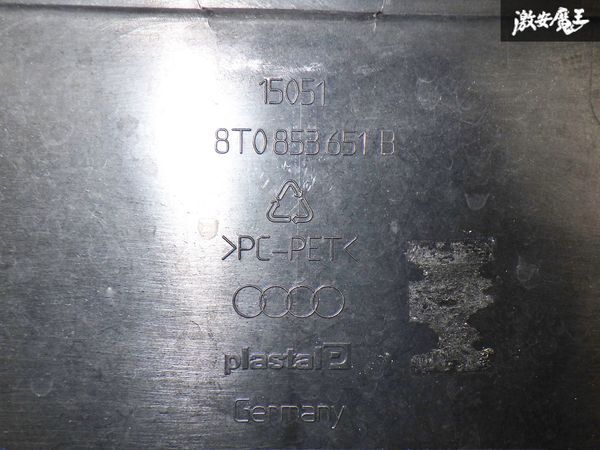 激安魔王
15051
8T0 853 651 B
>PC-PET<
plastal
Germany